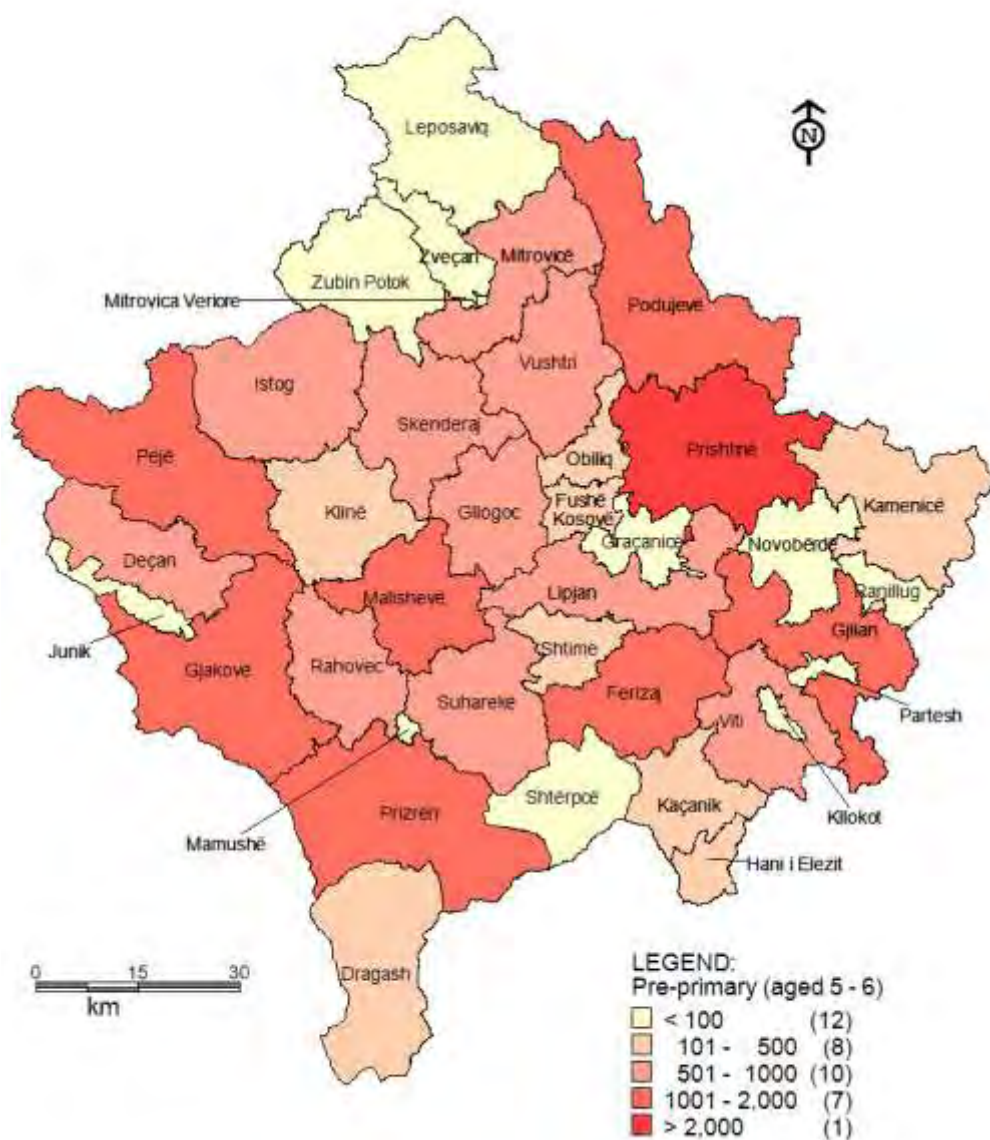 Leposaviq
N
Zveçan
Mitrovicë
Zubin Potok
Mitrovica Veriore
Podujevë
Vushtri
Istog
Skenderaj
Prishtinë
Pejë
Obiliq
Klinë
Gllogoc
Fushë
Kosovë
Kamenicë
Graçanicë
Novobërdë
Deçan
Lipjan
Ranillug
Malishevë
Junik
Shtime
Gjilan
Gjakovë
Rahovec
Suharekë
Ferizaj
Viti
Partesh
Shtërpcë
Kaçanik
Prizren
Kllokot
Mamushë
Hani i Elezit
Dragash
0 15 30
km
LEGEND:
Pre-primary (aged 5 - 6)
< 100 (12)
101 - 500 (8)
501 - 1000 (10)
1001 - 2,000 (7)
> 2,000 (1)